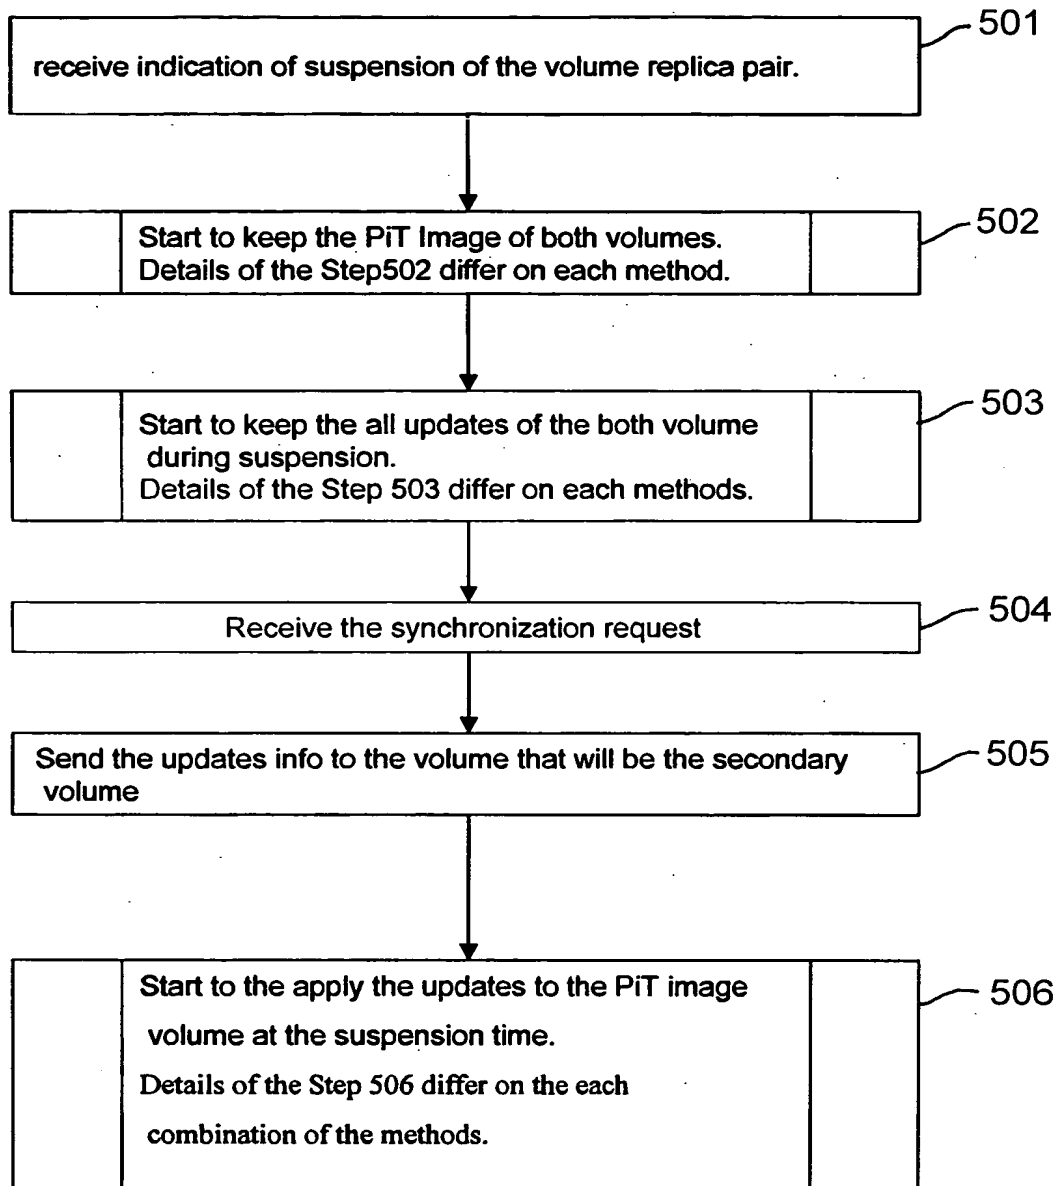 501
receive indication of suspension of the volume replica pair.
502
Start to keep the PiT Image of both volumes.
Details of the Step502 differ on each method.
503
Start to keep the all updates of the both volume
during suspension.
Details of the Step 503 differ on each methods.
504
Receive the synchronization request
505
Send the updates info to the volume that will be the secondary
volume
506
Start to the apply the updates to the PiT image
volume at the suspension time.
Details of the Step 506 differ on the each
combination of the methods.